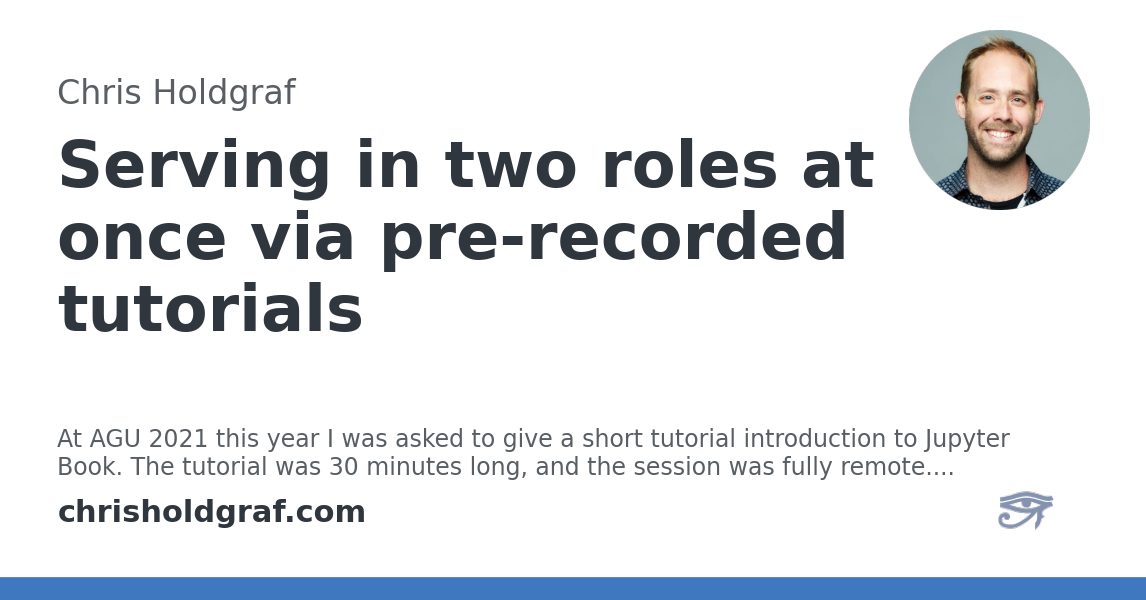 Chris Holdgraf
Serving in two roles at
once via pre-recorded
tutorials
At AGU 2021 this year I was asked to give a short tutorial introduction to Jupyter
Book. The tutorial was 30 minutes long, and the session was fully remote....
chrisholdgraf.com